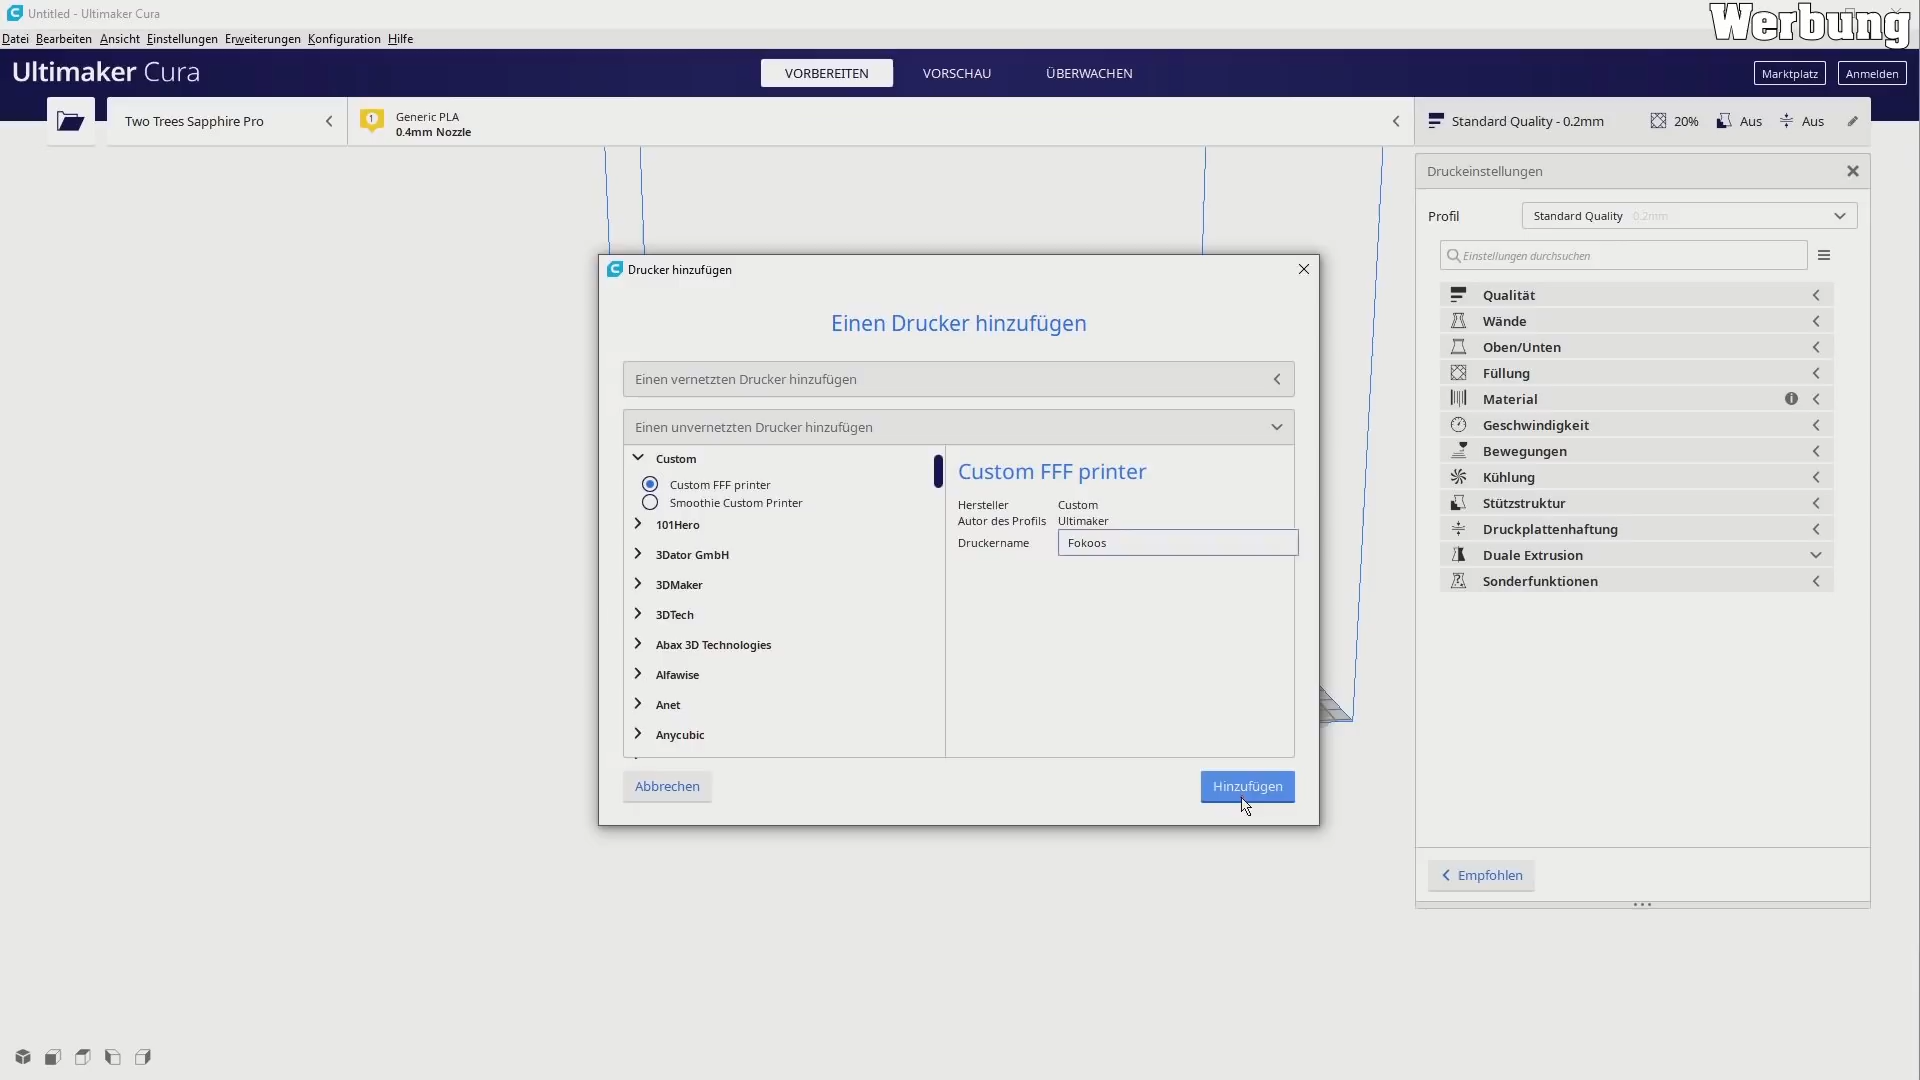 Untitled - Ultimaker Cura
Werbung
Datei Bearbeiten Ansicht Einstellungen Erweiterungen Konfiguration Hilfe
Ultimaker Cura
VORBEREITEN
VORSCHAU
ÜBERWACHEN
Marktplatz
Anmelden
Two Trees Sapphire Pro
1
Generic PLA
0.4mm Nozzle
Standard Quality - 0.2mm
20%
Aus
Aus
Druckeinstellungen
Profil
Standard Quality 0.2mm
Einstellungen durchsuchen
Qualität
Wände
Oben/Unten
Füllung
Material
Geschwindigkeit
Bewegungen
Kühlung
Stützstruktur
Druckplattenhaftung
Duale Extrusion
Sonderfunktionen
Empfohlen
Drucker hinzufügen
Einen Drucker hinzufügen
Einen vernetzten Drucker hinzufügen
Einen unvernetzten Drucker hinzufügen
Custom
Custom FFF printer
Smoothie Custom Printer
101Hero
3Dator GmbH
3DMaker
3DTech
Abax 3D Technologies
Alfawise
Anet
Anycubic
Custom FFF printer
Hersteller Custom
Autor des Profils Ultimaker
Druckername Fokoos
Abbrechen
Hinzufügen